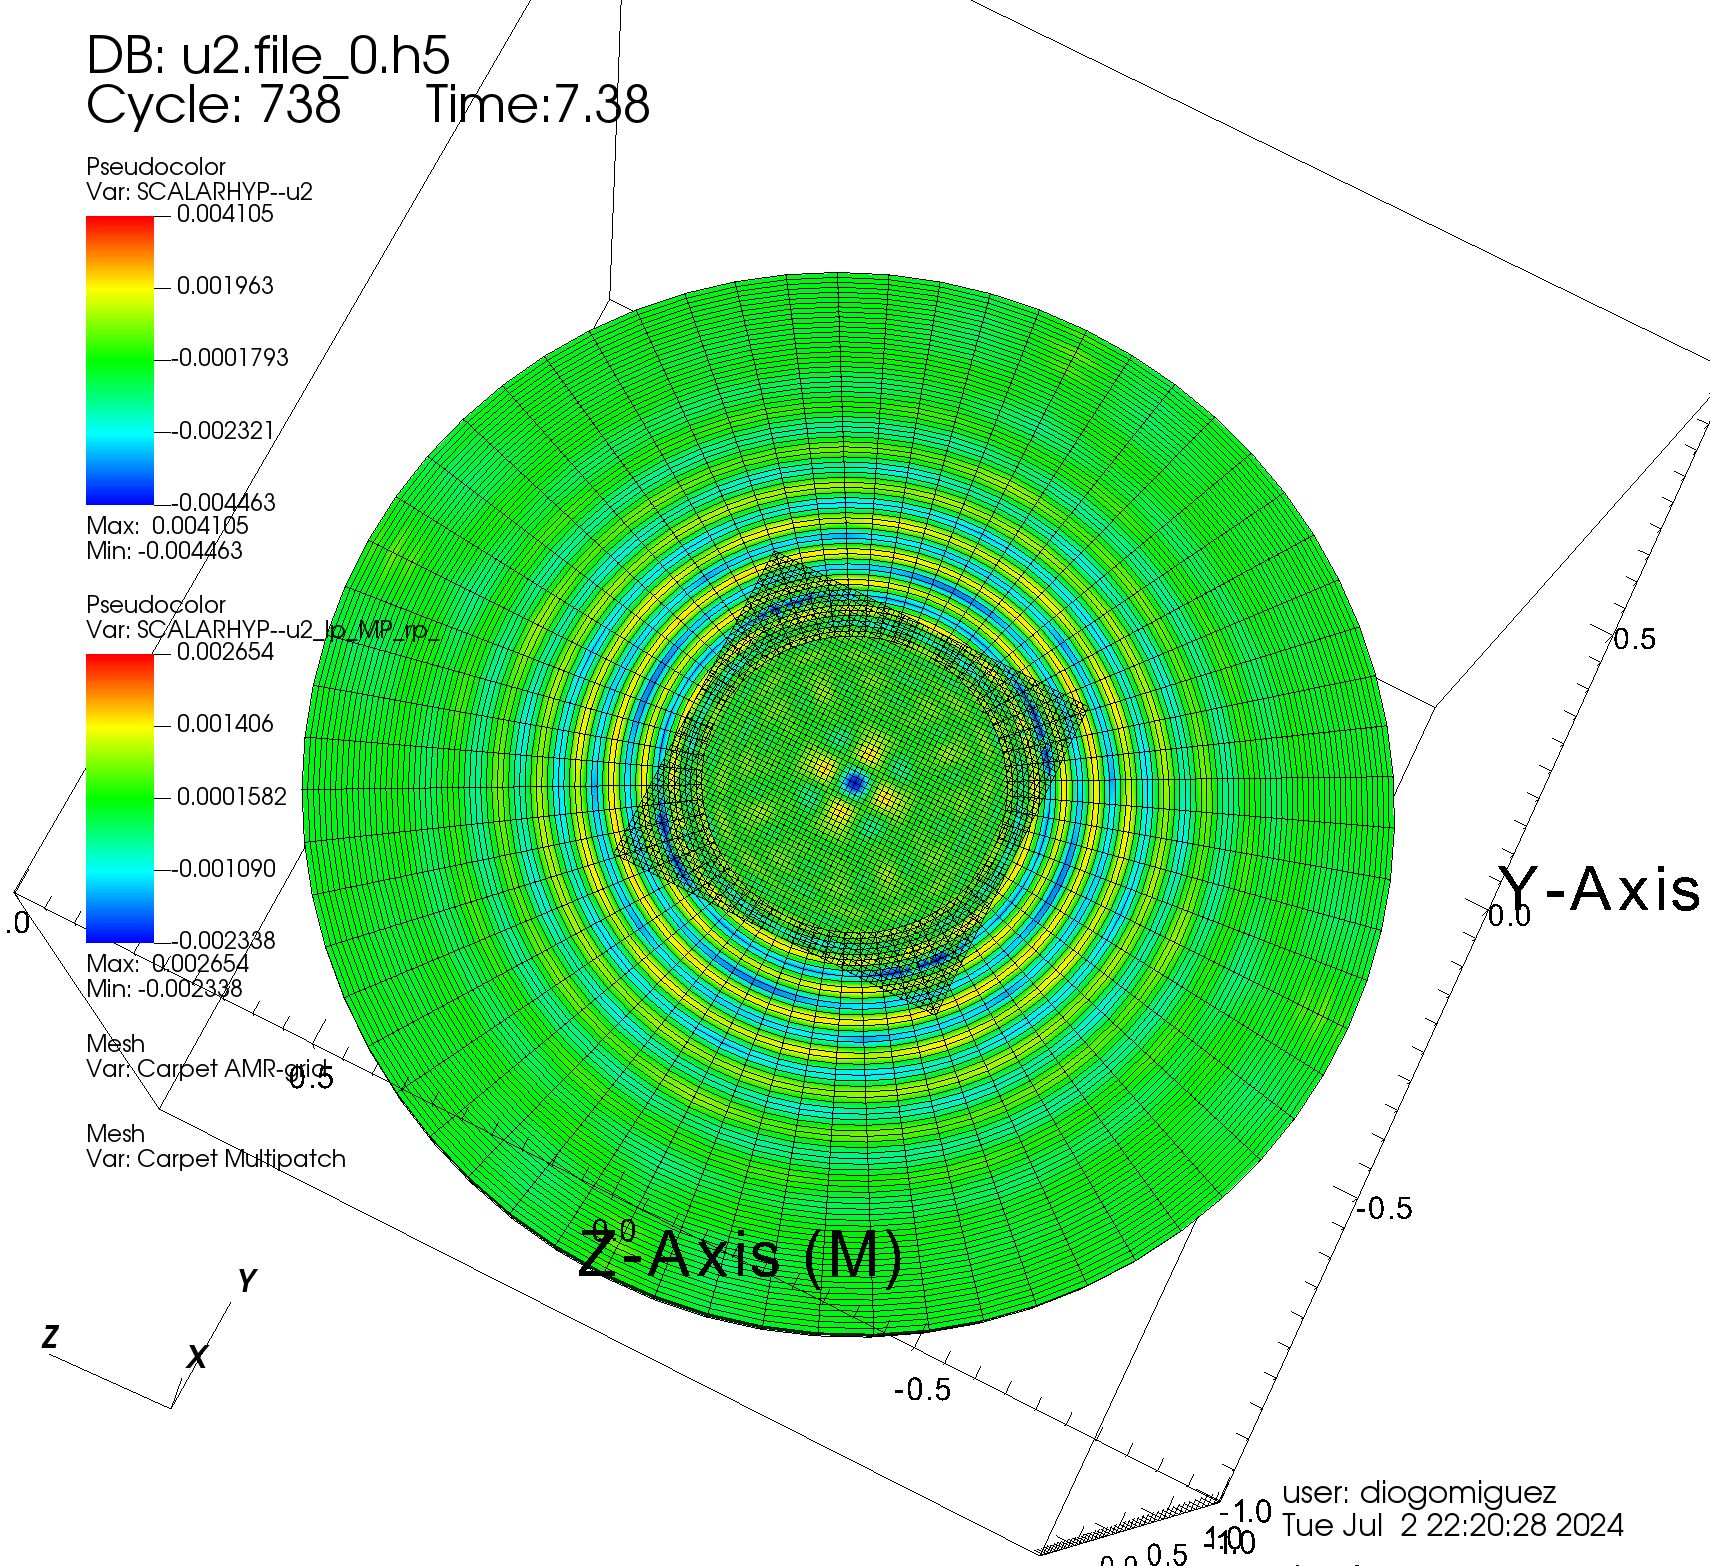 DB: u2.file_0.h5
Cycle: 738 Time:7.38
Pseudocolor
Var: SCALARHYP--u2
0.004105
0.001963
-0.0001793
-0.002321
-0.004463
Max: 0.004105
Min: -0.004463
Pseudocolor
Var: SCALARHYP--u2_lp_MP_rp_
0.002654
0.001406
0.0001582
-0.001090
-0.002338
Max: 0.002654
Min: -0.002338
Mesh
Var: Carpet AMR-grid
Mesh
Var: Carpet Multipatch
.0
0.5
0.0
-0.5
Z-Axis (M)
0.5
0.0
-0.5
-1.0
Y-Axis
0.0 0.5
Y
Z
X
user: diogomiguez
Tue Jul 2 22:20:28 2024